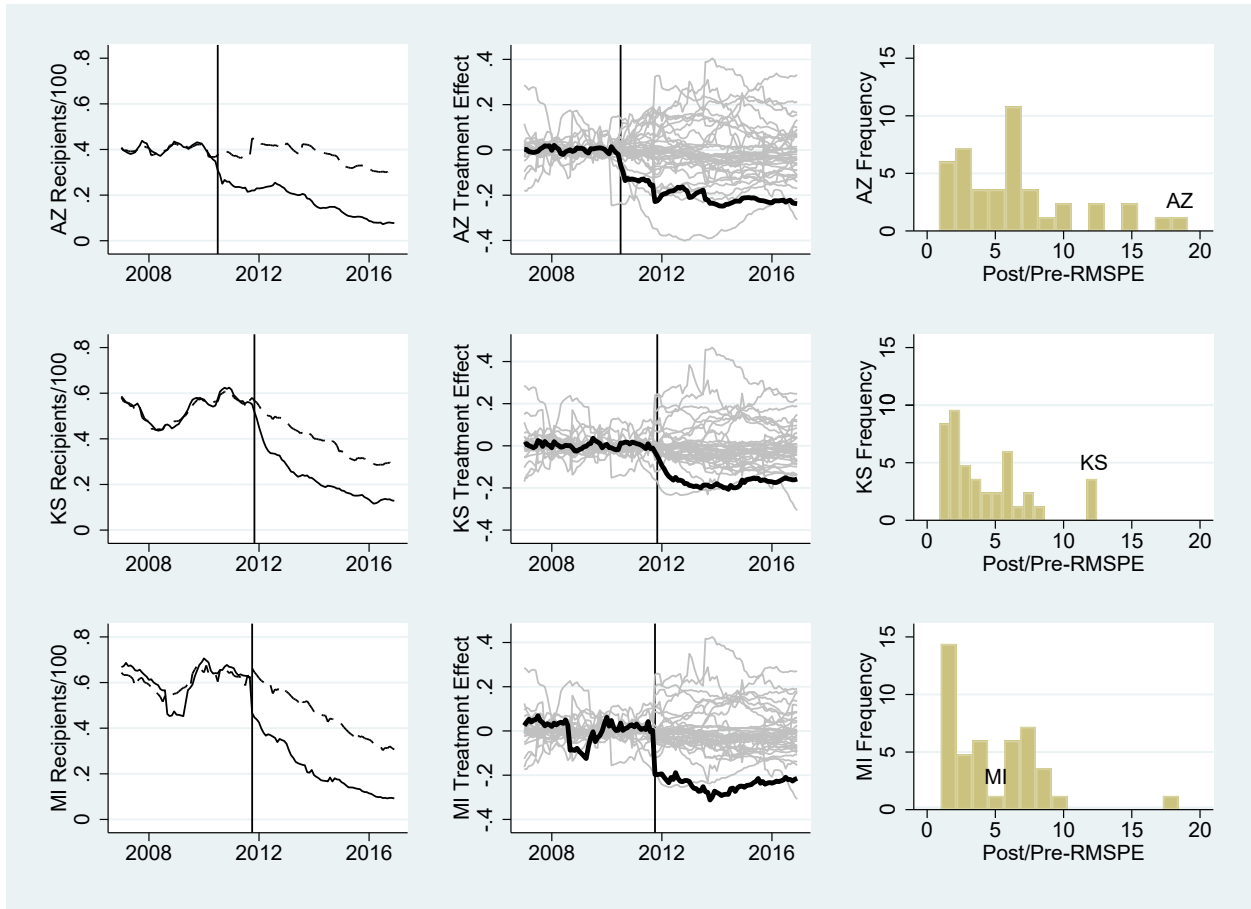 AZ Recipients/100
.8
.6
.4
.2
0
2008 2012 2016
AZ Treatment Effect
.4
.2
0
-.2
-.4
2008 2012 2016
AZ Frequency
15
10
5
0
AZ
0 5 10 15 20
Post/Pre-RMSPE
KS Recipients/100
.8
.6
.4
.2
0
2008 2012 2016
KS Treatment Effect
.4
.2
0
-.2
-.4
2008 2012 2016
KS Frequency
15
10
5
0
KS
0 5 10 15 20
Post/Pre-RMSPE
MI Recipients/100
.8
.6
.4
.2
0
2008 2012 2016
MI Treatment Effect
.4
.2
0
-.2
-.4
2008 2012 2016
MI Frequency
15
10
5
0
MI
0 5 10 15 20
Post/Pre-RMSPE